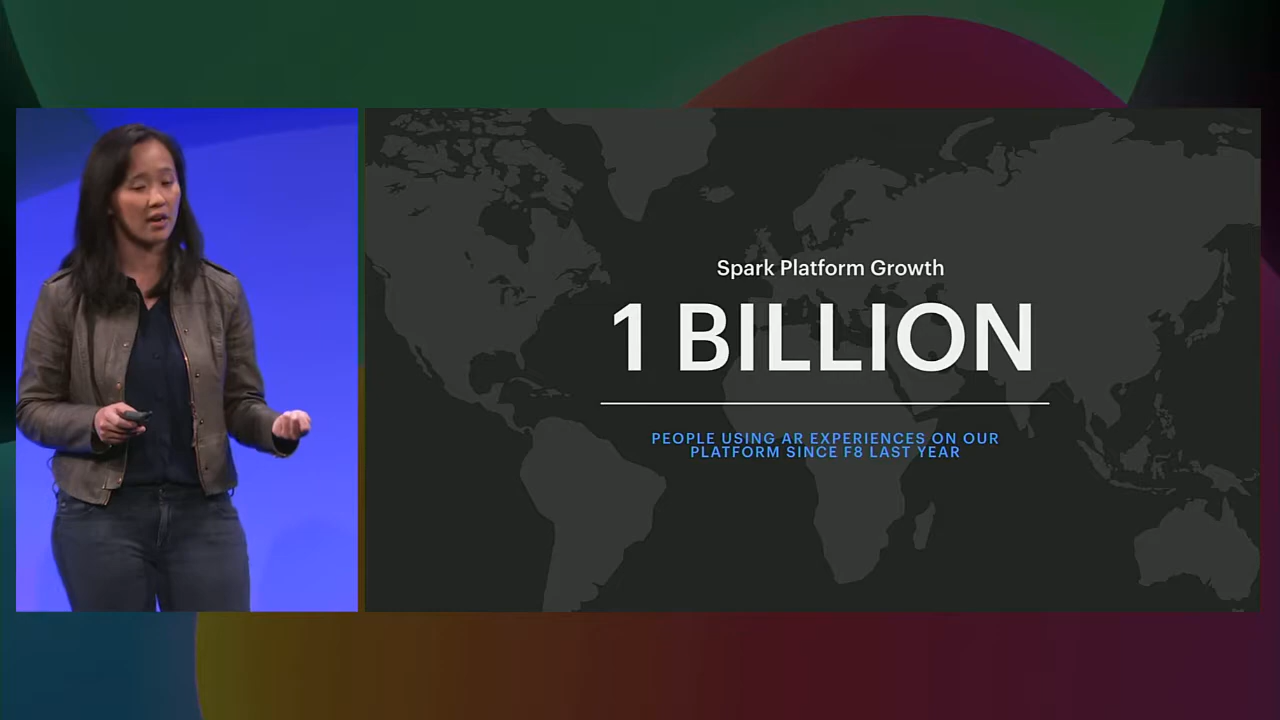 Spark Platform Growth
1 BILLION
PEOPLE USING AR EXPERIENCES ON OUR
PLATFORM SINCE F8 LAST YEAR